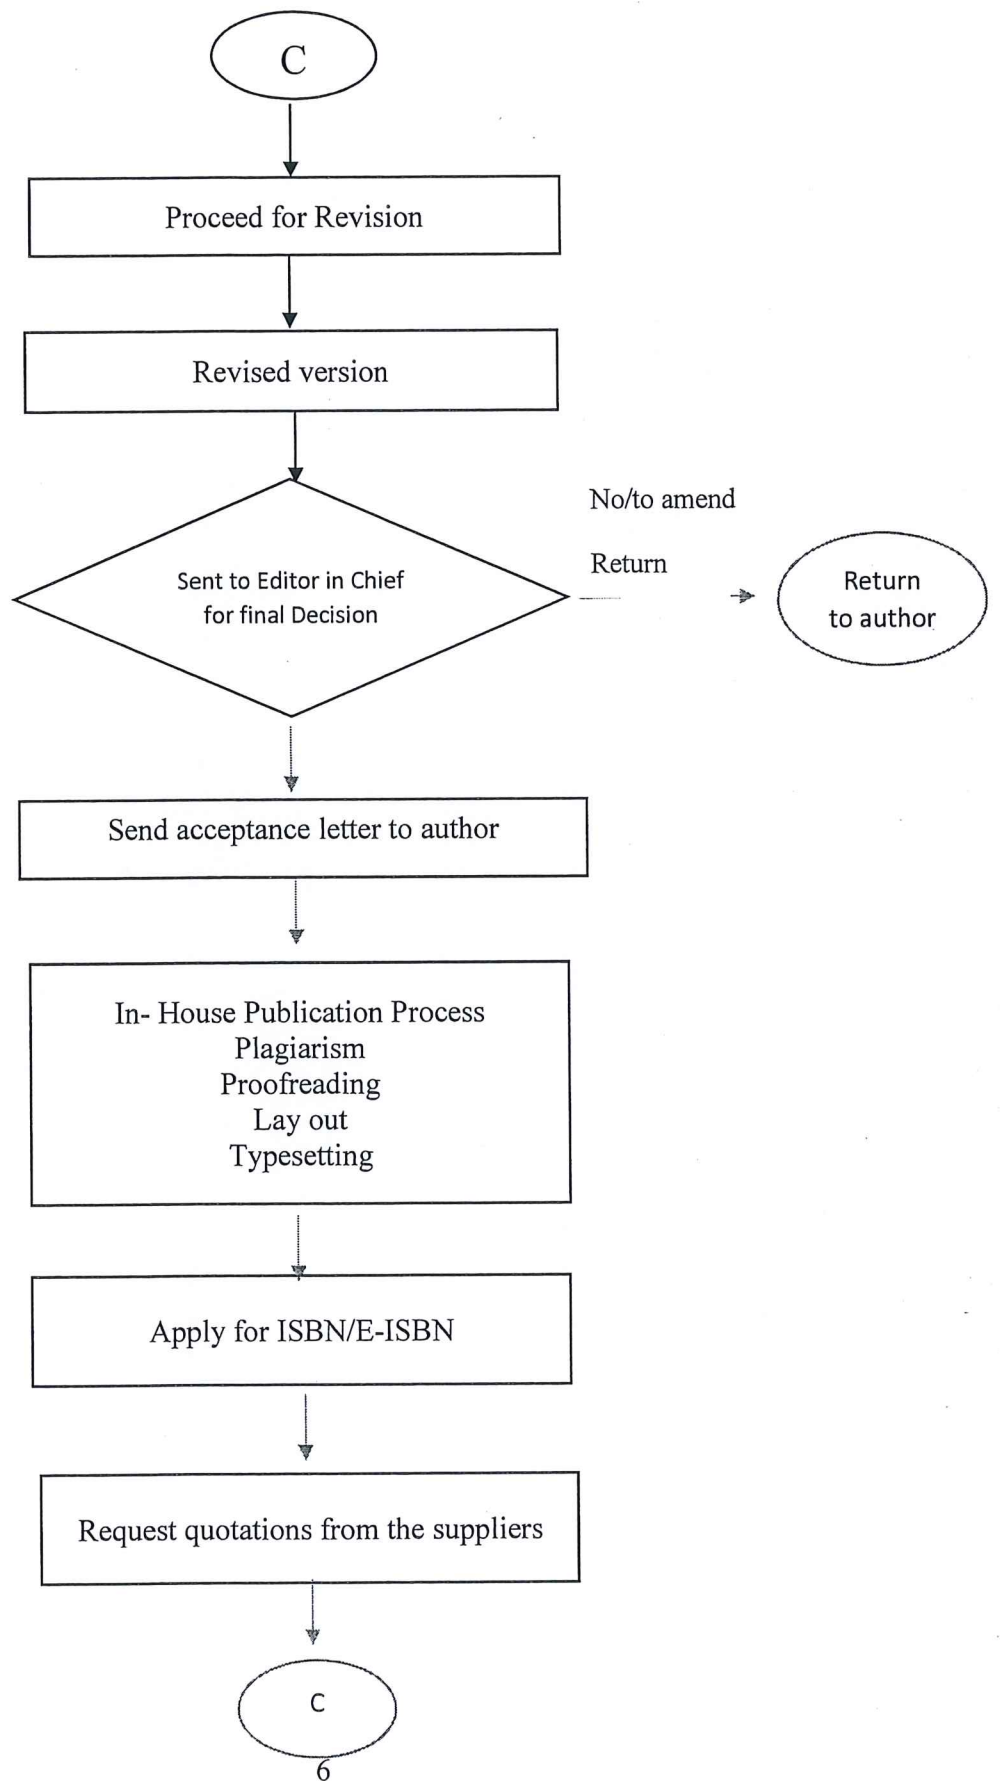 C
Proceed for Revision
Revised version
No/to amend
Return
Sent to Editor in Chief
for final Decision
Return
to author
Send acceptance letter to author
In- House Publication Process
Plagiarism
Proofreading
Lay out
Typesetting
Apply for ISBN/E-ISBN
Request quotations from the suppliers
C
6